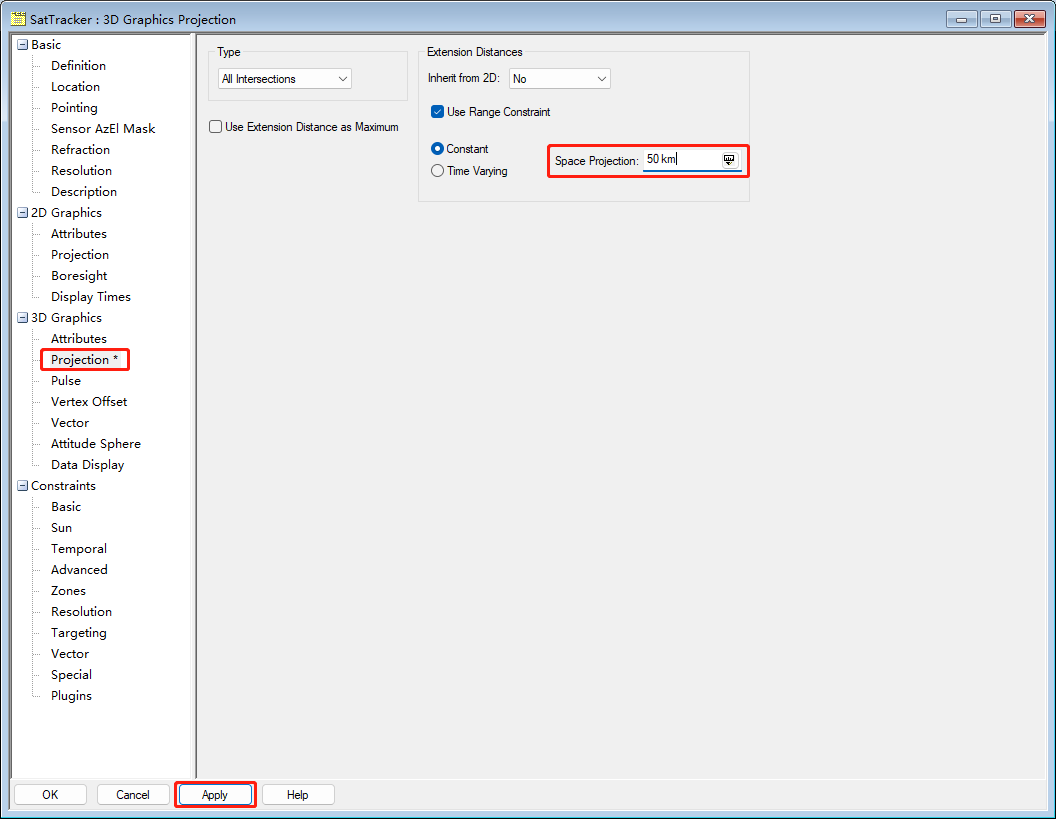 SatTracker : 3D Graphics Projection
Basic
Definition
Location
Pointing
Sensor AzEl Mask
Refraction
Resolution
Description
2D Graphics
Attributes
Projection
Boresight
Display Times
3D Graphics
Attributes
Projection *
Pulse
Vertex Offset
Vector
Attitude Sphere
Data Display
Constraints
Basic
Sun
Temporal
Advanced
Zones
Resolution
Targeting
Vector
Special
Plugins
Type
All Intersections
Use Extension Distance as Maximum
Extension Distances
Inherit from 2D: No
Use Range Constraint
Constant
Time Varying
Space Projection: 50 km
OK Cancel Apply Help